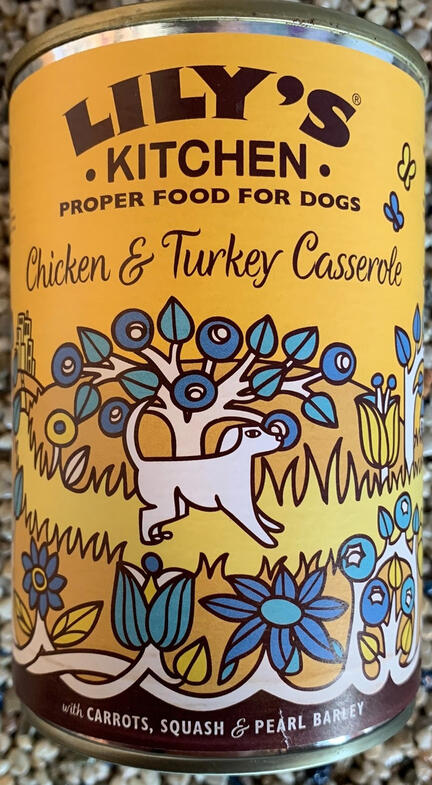 LILY'S®
• KITCHEN •
PROPER FOOD FOR DOGS
Chicken & Turkey Casserole
with CARROTS, SQUASH & PEARL BARLEY